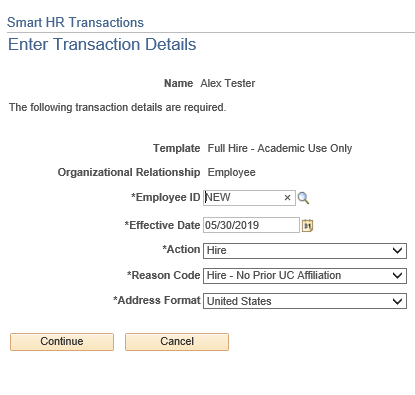 Smart HR Transactions
Enter Transaction Details
Name Alex Tester
The following transaction details are required.
Template Full Hire - Academic Use Only
Organizational Relationship Employee
*Employee ID NEW ×
*Effective Date 05/30/2019
*Action Hire
*Reason Code Hire - No Prior UC Affiliation
*Address Format United States
Continue Cancel